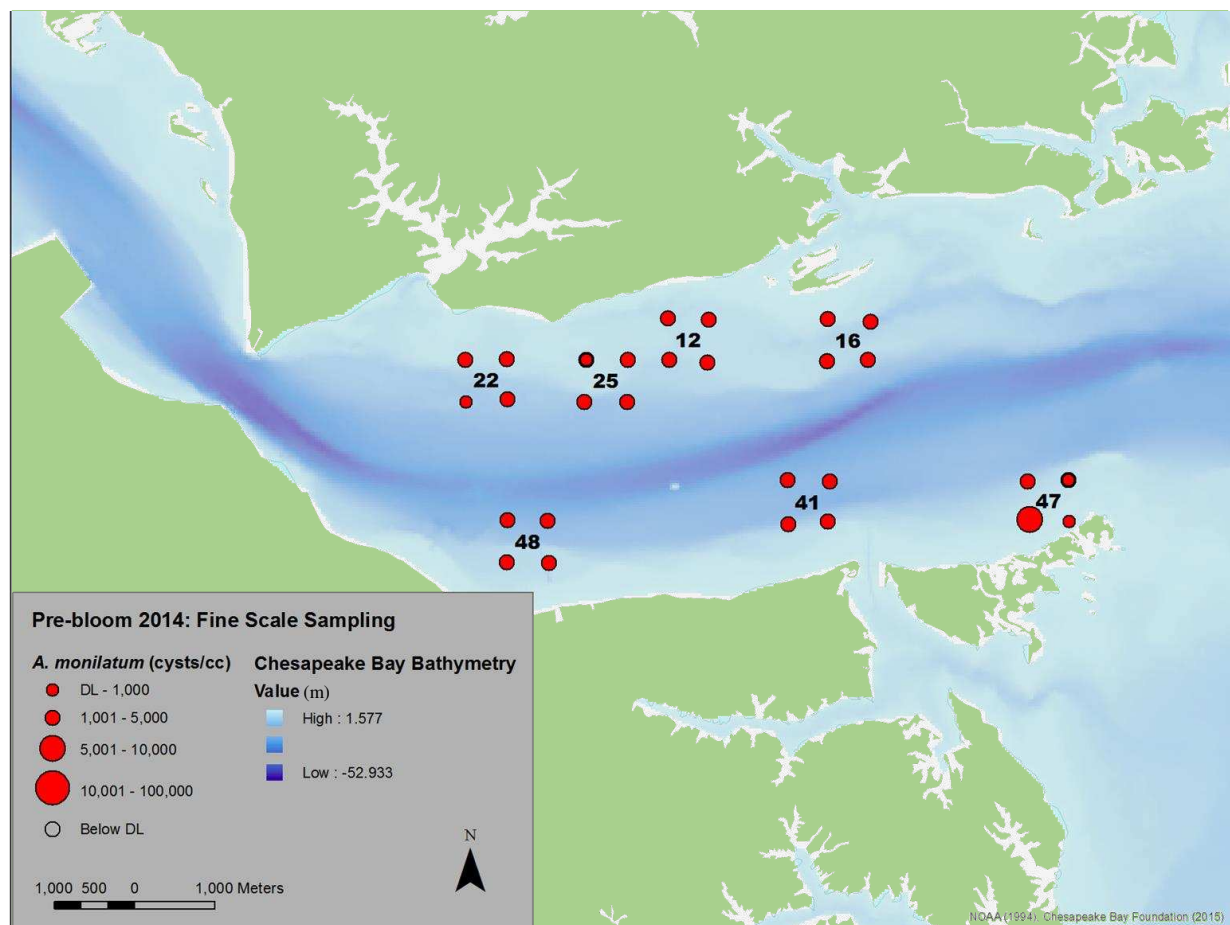 12
16
22
25
41
47
48
Pre-bloom 2014: Fine Scale Sampling
A. monilatum (cysts/cc)
DL - 1,000
1,001 - 5,000
5,001 - 10,000
10,001 - 100,000
Below DL
Chesapeake Bay Bathymetry
Value (m)
High : 1.577
Low : -52.933
N
1,000 500 0 1,000 Meters
NOAA (1994), Chesapeake Bay Foundation (2015)